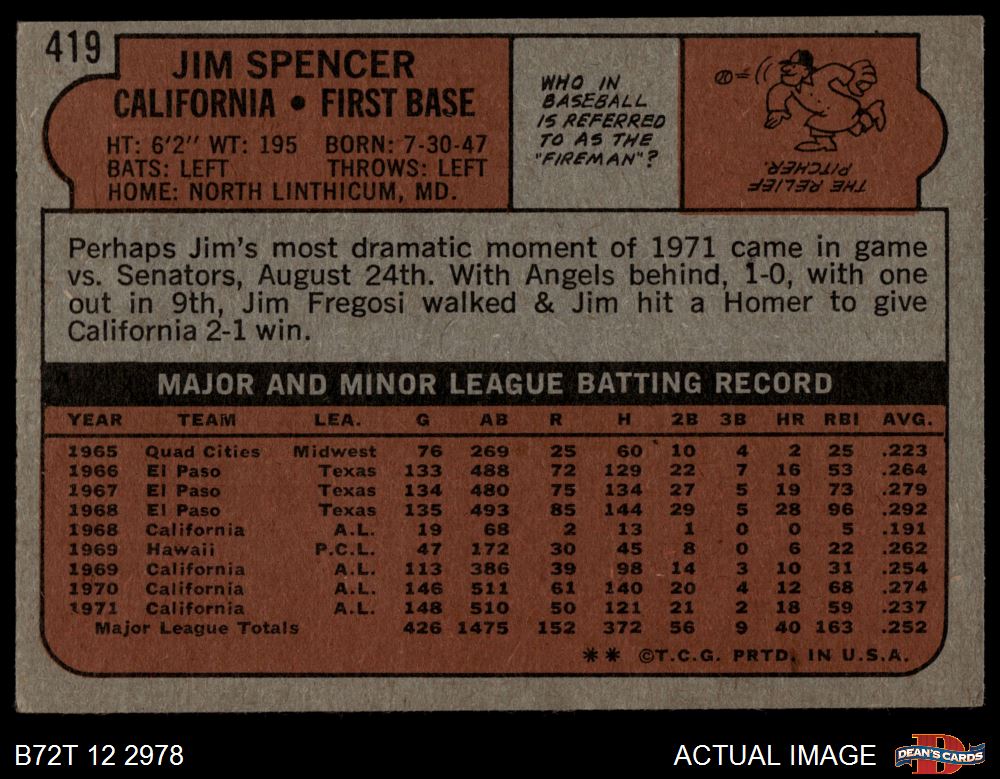 419
JIM SPENCER
CALIFORNIA • FIRST BASE
HT: 6'2" WT: 195 BORN: 7-30-47
BATS: LEFT THROWS: LEFT
HOME: NORTH LINTHICUM, MD.
WHO IN
BASEBALL
IS REFERRED
TO AS THE
"FIREMAN"?
THE RELIEF
PITCHER.
Perhaps Jim's most dramatic moment of 1971 came in game
vs. Senators, August 24th. With Angels behind, 1-0, with one
out in 9th, Jim Fregosi walked & Jim hit a Homer to give
California 2-1 win.
MAJOR AND MINOR LEAGUE BATTING RECORD
YEAR TEAM LEA. G AB R H 2B 3B HR RBI AVG.
1965 Quad Cities Midwest 76 269 25 60 10 4 2 25 .223
1966 El Paso Texas 133 488 72 129 22 7 16 53 .264
1967 El Paso Texas 134 480 75 134 27 5 19 73 .279
1968 El Paso Texas 135 493 85 144 29 5 28 96 .292
1968 California A.L. 19 68 2 13 1 0 0 5 .191
1969 Hawaii P.C.L. 47 172 30 45 8 0 6 22 .262
1969 California A.L. 113 386 39 98 14 3 10 31 .254
1970 California A.L. 146 511 61 140 20 4 12 68 .274
1971 California A.L. 148 510 50 121 21 2 18 59 .237
Major League Totals 426 1475 152 372 56 9 40 163 .252
** ©T.C.G. PRTD. IN U.S.A.
B72T 12 2978
ACTUAL IMAGE
DEAN'S CARDS